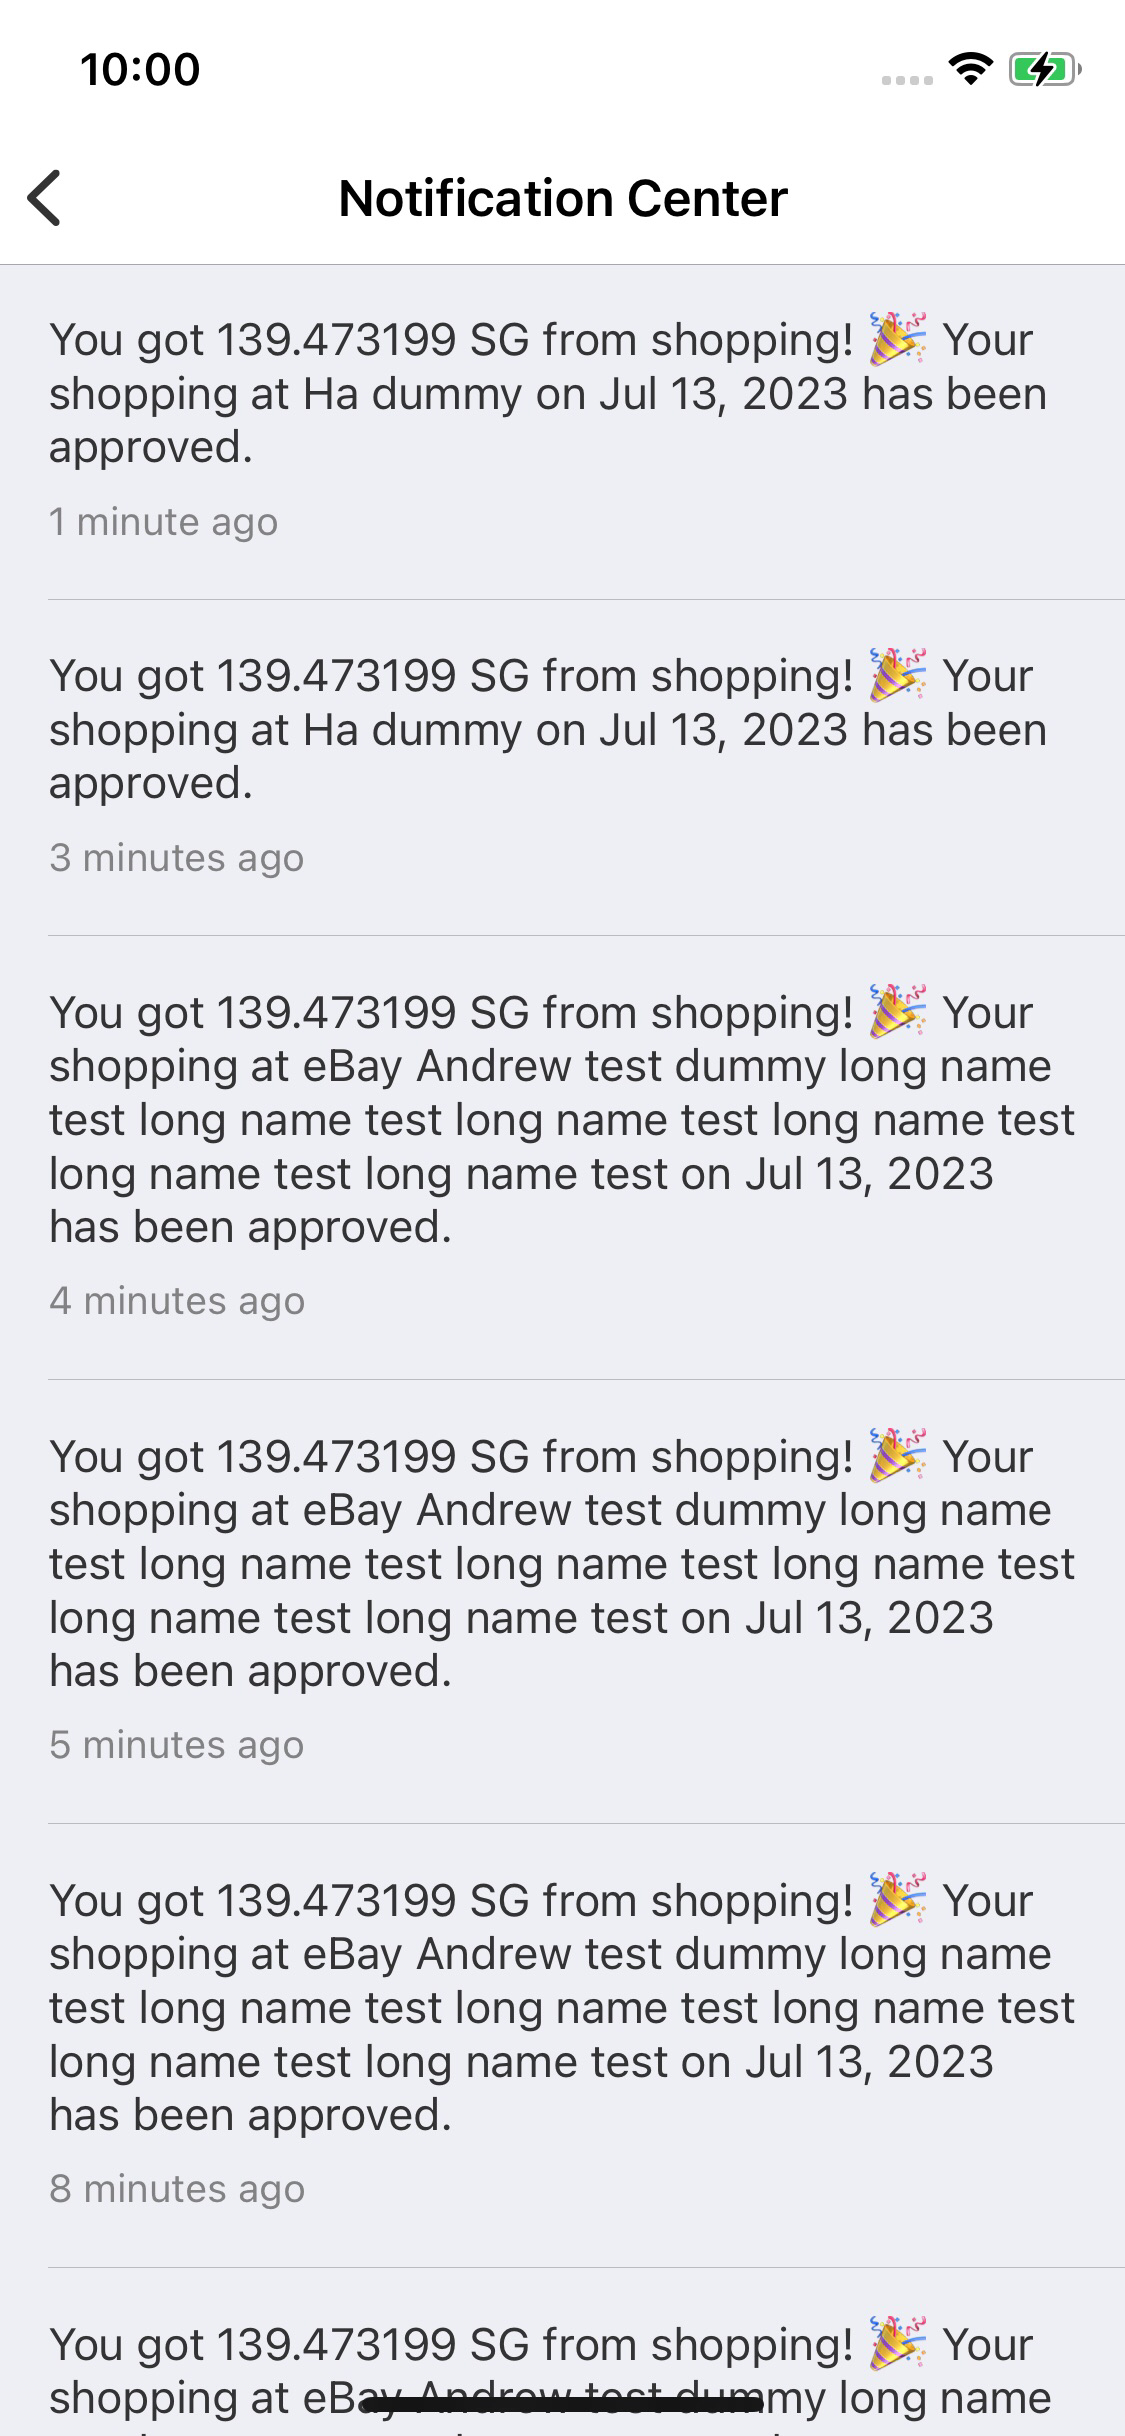 10:00
Notification Center
You got 139.473199 SG from shopping! 🎉 Your
shopping at Ha dummy on Jul 13, 2023 has been
approved.
1 minute ago
You got 139.473199 SG from shopping! 🎉 Your
shopping at Ha dummy on Jul 13, 2023 has been
approved.
3 minutes ago
You got 139.473199 SG from shopping! 🎉 Your
shopping at eBay Andrew test dummy long name
test long name test long name test long name test
long name test long name test on Jul 13, 2023
has been approved.
4 minutes ago
You got 139.473199 SG from shopping! 🎉 Your
shopping at eBay Andrew test dummy long name
test long name test long name test long name test
long name test long name test on Jul 13, 2023
has been approved.
5 minutes ago
You got 139.473199 SG from shopping! 🎉 Your
shopping at eBay Andrew test dummy long name
test long name test long name test long name test
long name test long name test on Jul 13, 2023
has been approved.
8 minutes ago
You got 139.473199 SG from shopping! 🎉 Your
shopping at eBay Andrew test dummy long name